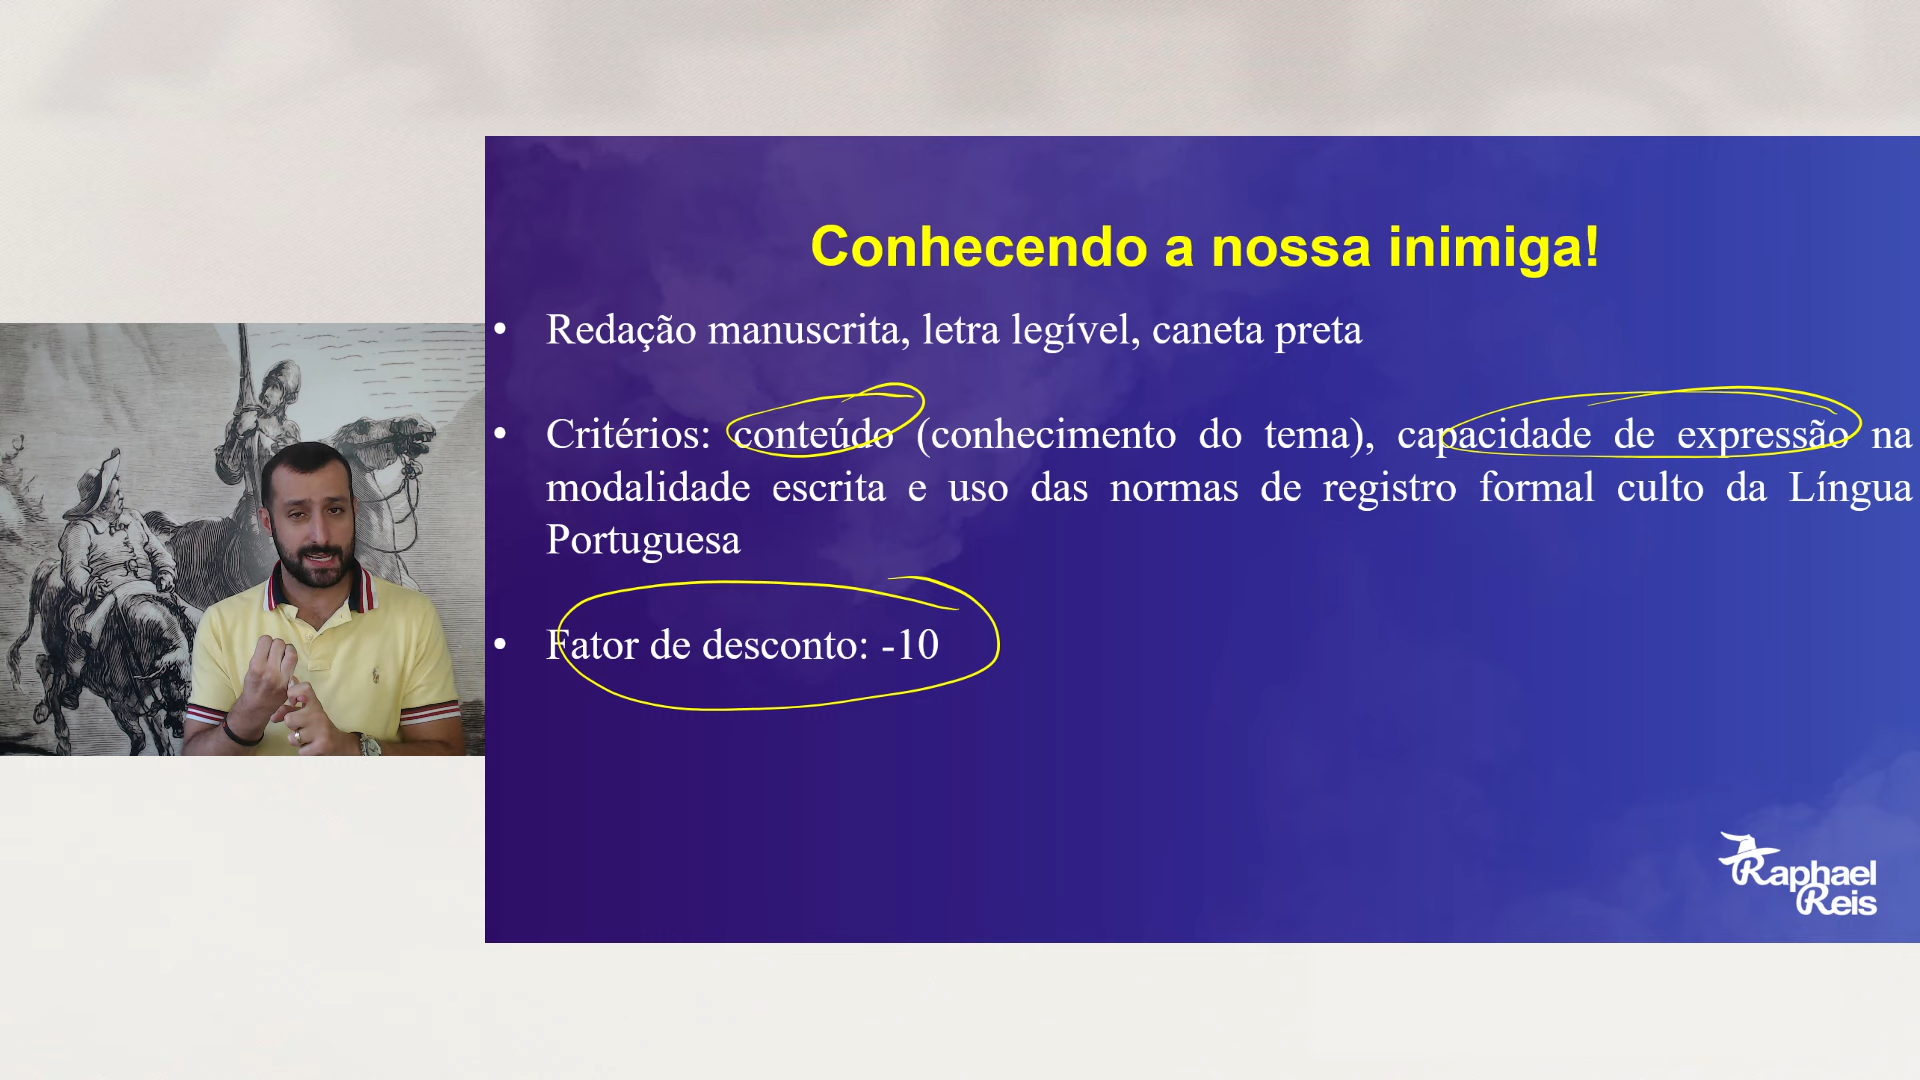 Conhecendo a nossa inimiga!
• Redação manuscrita, letra legível, caneta preta
• Critérios: conteúdo (conhecimento do tema), capacidade de expressão na
modalidade escrita e uso das normas de registro formal culto da Língua
Portuguesa
• Fator de desconto: -10
Raphael
Reis